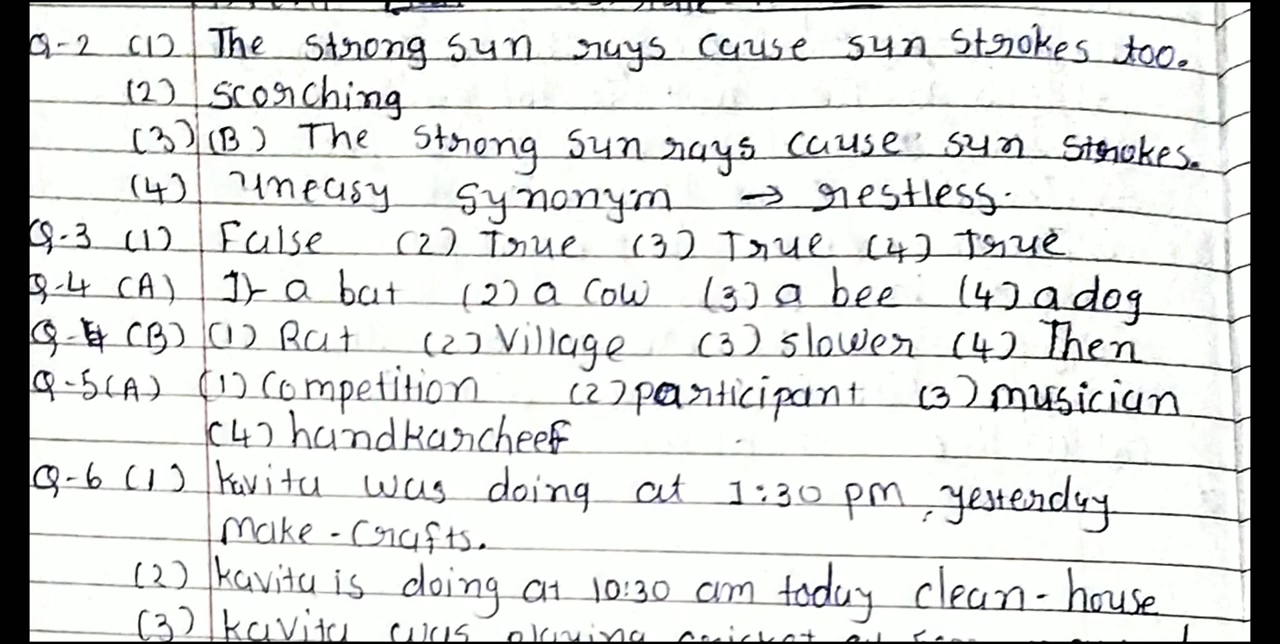 Q-2 (1) The strong sun rays cause sun strokes too.
(2) scorching
(3) (B) The strong sun rays cause sun strokes.
(4) uneasy synonym → restless.
Q-3 (1) False (2) True (3) True (4) True
Q-4 (A) 1) a bat (2) a cow (3) a bee (4) a dog
Q-4 (B) (1) Rat (2) Village (3) slower (4) Then
Q-5 (A) (1) Competition (2) participant (3) musician
(4) handkarcheef
Q-6 (1) kavita was doing at 1:30 pm, yesterday
make-crafts.
(2) kavita is doing at 10:30 am today clean-house
(3) kavita was playing cricket at